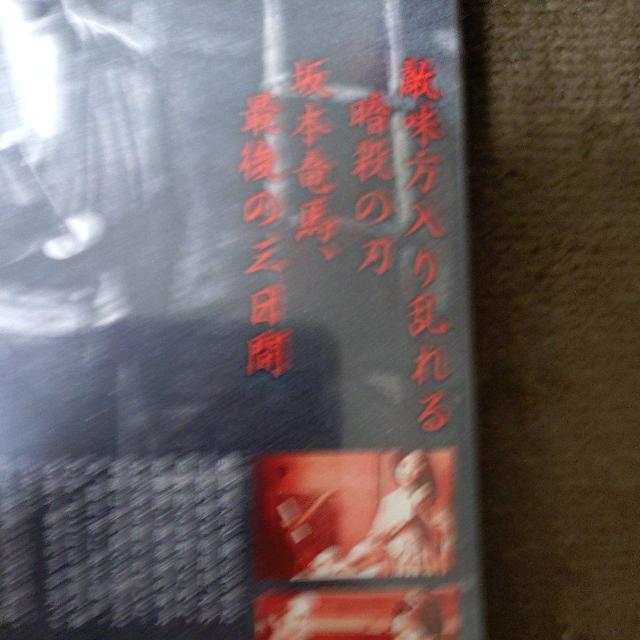 敵味方入り乱れる
暗殺の刃
坂本竜馬、
最後の三日間